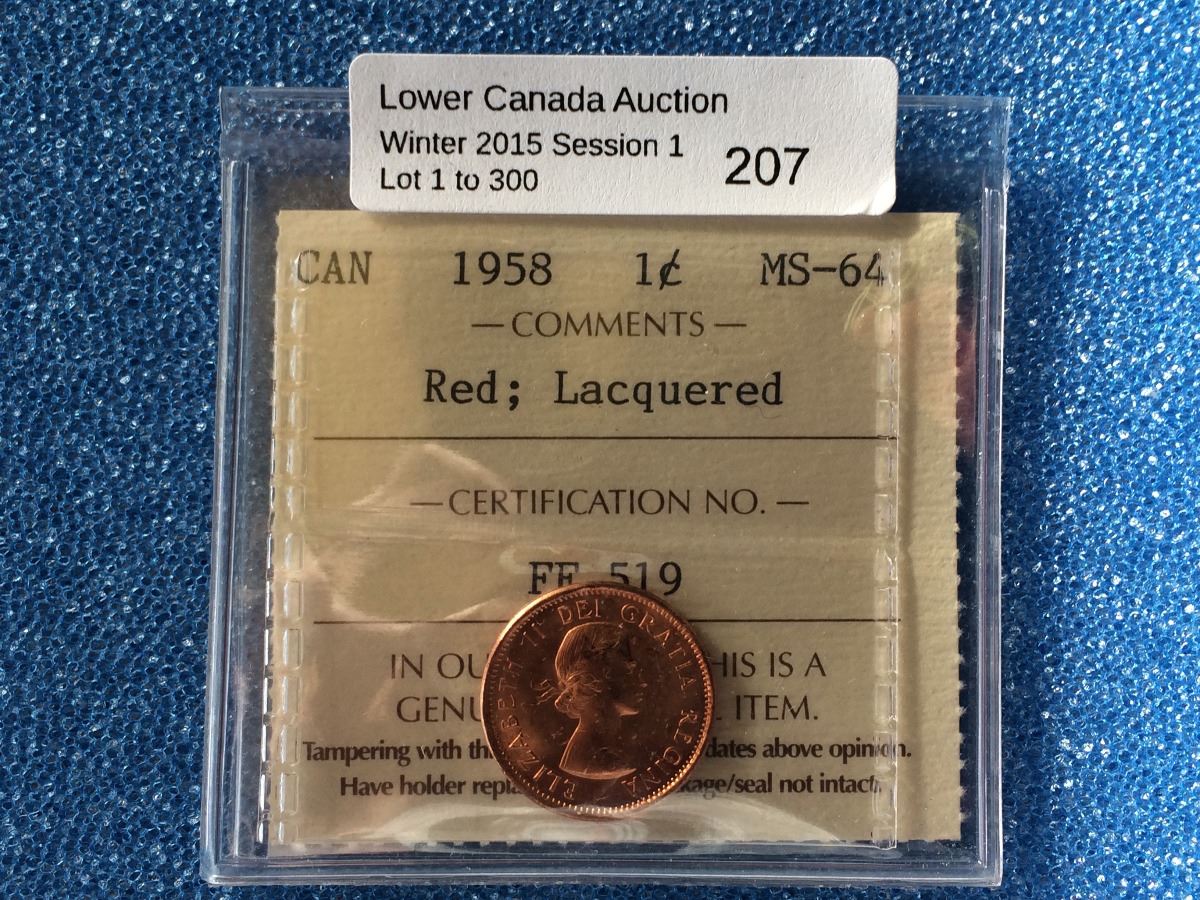 Lower Canada Auction
Winter 2015 Session 1
Lot 1 to 300
207
CAN 1958 1¢ MS-64
— COMMENTS —
Red; Lacquered
— CERTIFICATION NO. —
519
IN OU HIS IS A
GENU . ITEM.
Tampering with th dates above opinion.
Have holder repla kage/seal not intact.
ELIZABETH II DEI GRATIA REGINA